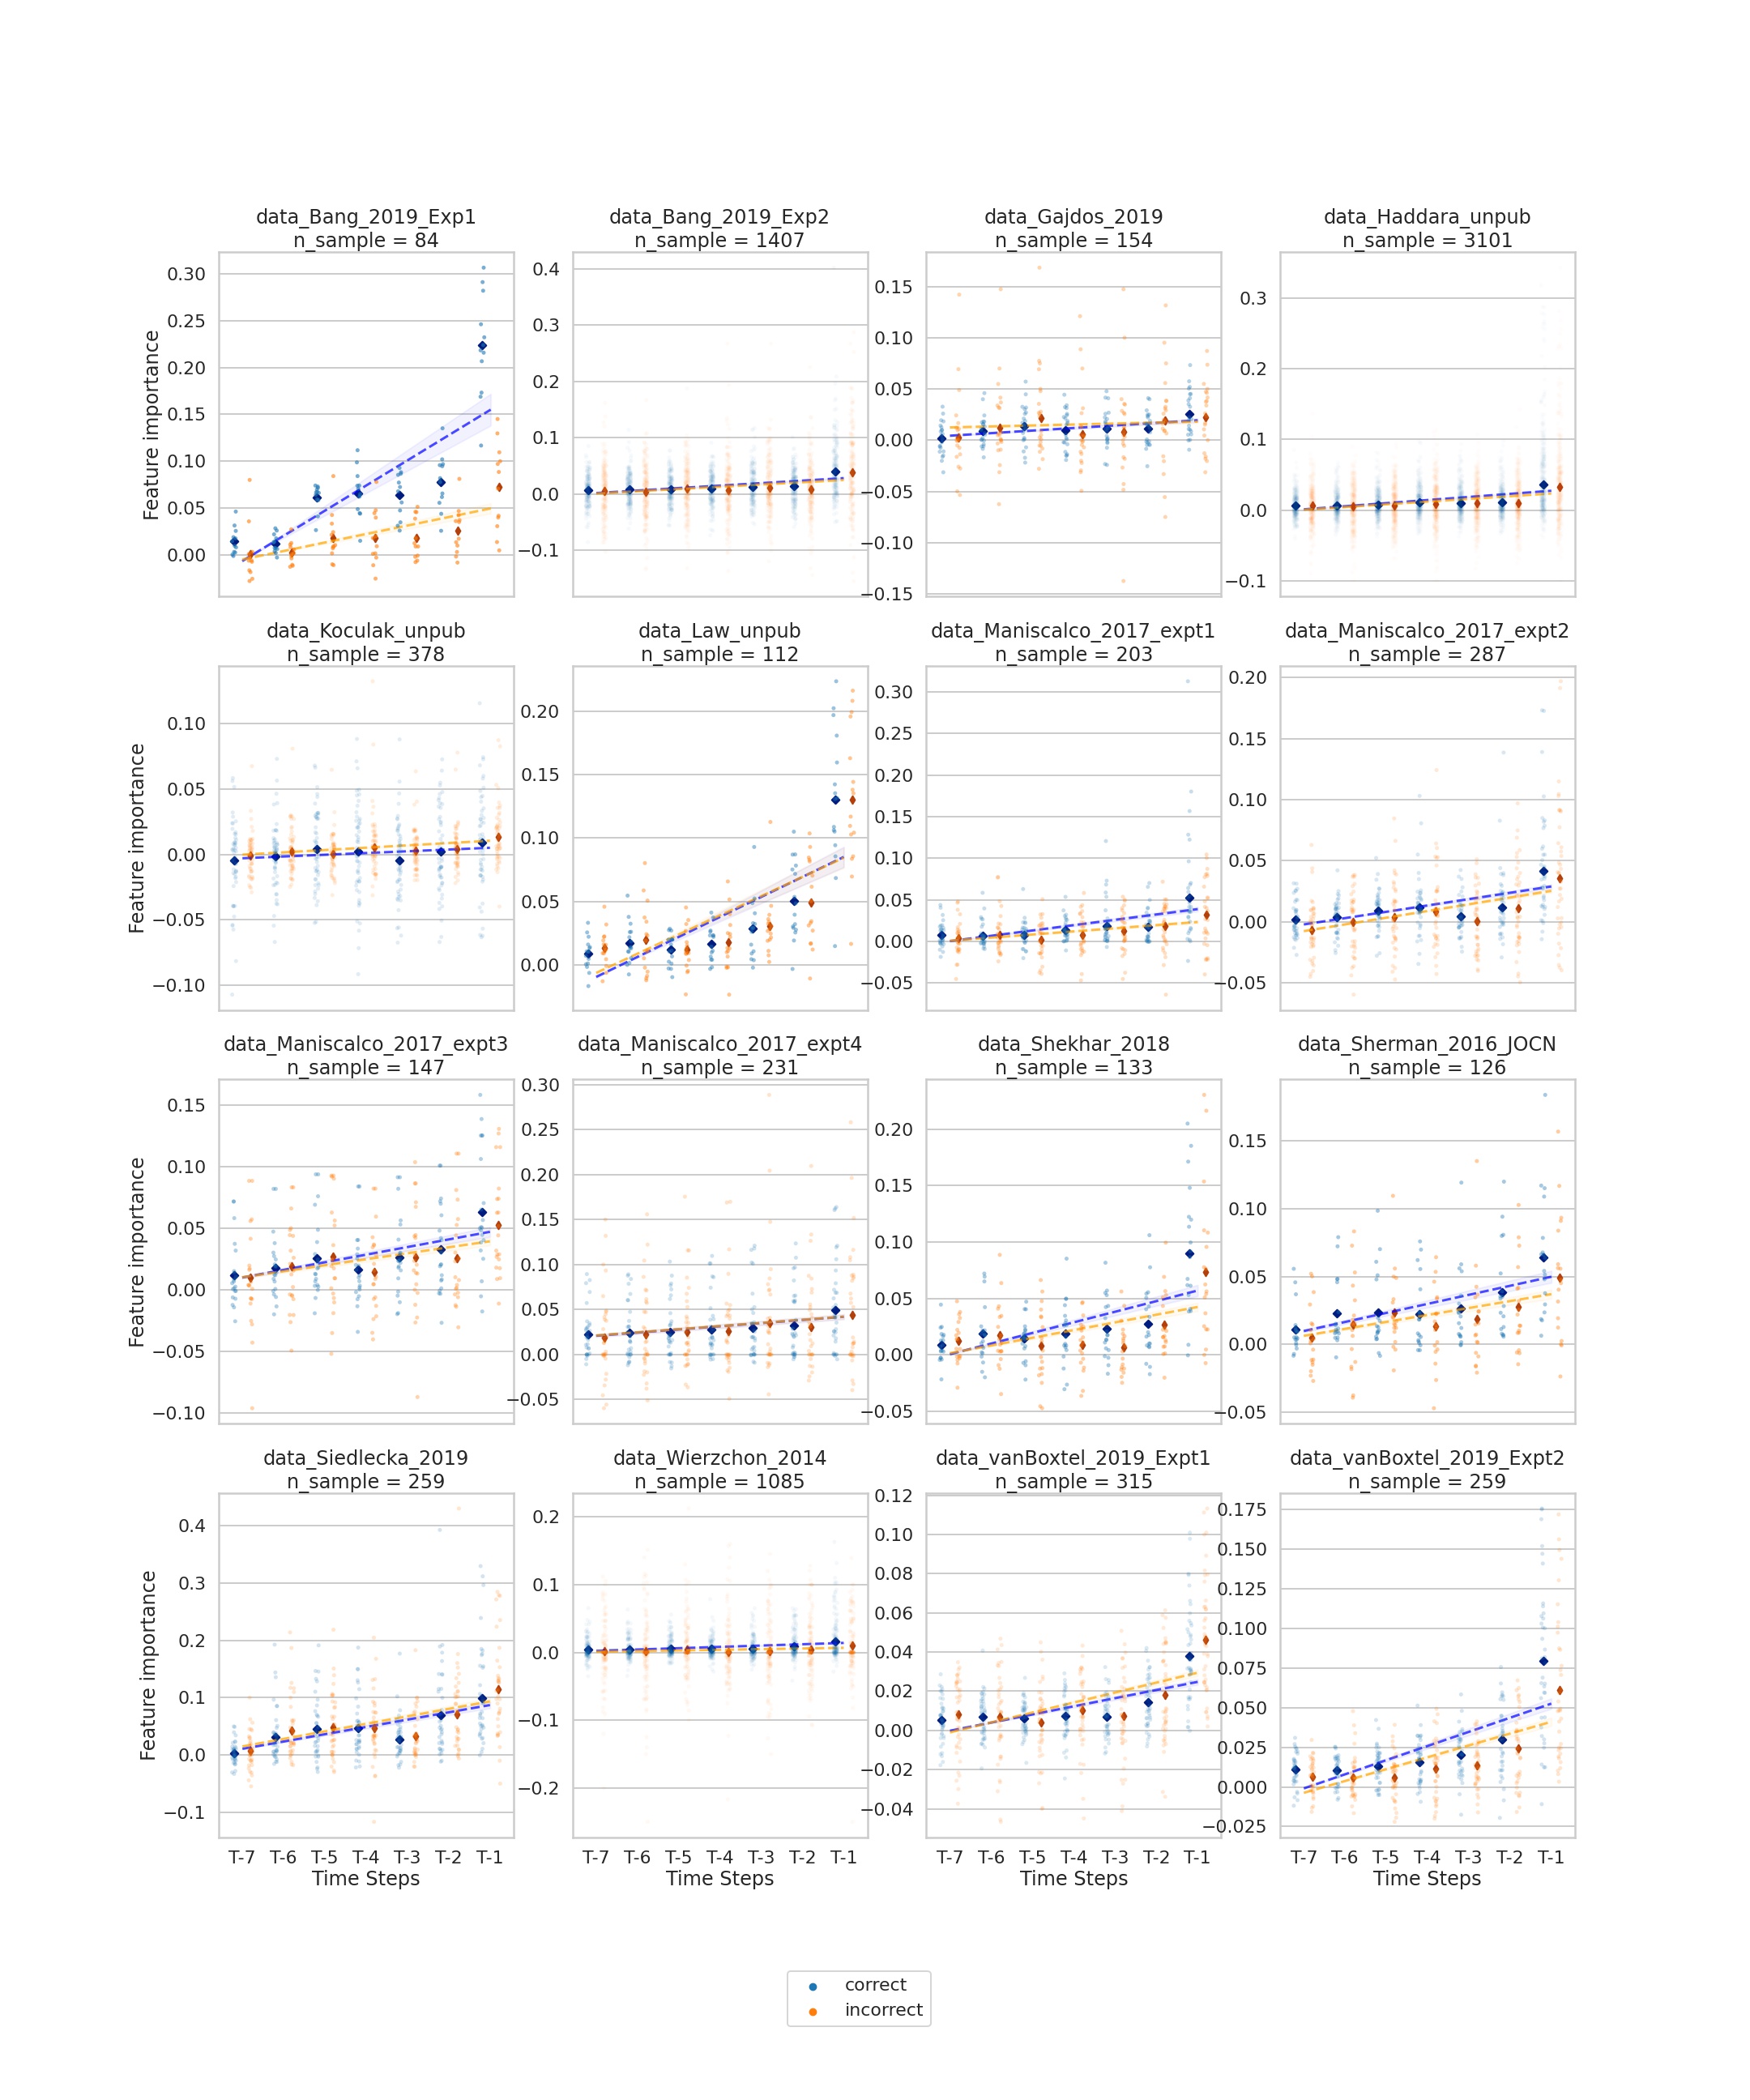 data_Bang_2019_Exp1
n_sample = 84
data_Bang_2019_Exp2
n_sample = 1407
data_Gajdos_2019
n_sample = 154
data_Haddara_unpub
n_sample = 3101
Feature importance
0.30
0.25
0.20
0.15
0.10
0.05
0.00
0.4
0.3
0.2
0.1
0.0
−0.1
0.15
0.10
0.05
0.00
−0.05
−0.10
−0.15
0.3
0.2
0.1
0.0
−0.1
data_Koculak_unpub
n_sample = 378
data_Law_unpub
n_sample = 112
data_Maniscalco_2017_expt1
n_sample = 203
data_Maniscalco_2017_expt2
n_sample = 287
Feature importance
0.10
0.05
0.00
−0.05
−0.10
0.20
0.15
0.10
0.05
0.00
0.30
0.25
0.20
0.15
0.10
0.05
0.00
−0.05
0.20
0.15
0.10
0.05
0.00
−0.05
data_Maniscalco_2017_expt3
n_sample = 147
data_Maniscalco_2017_expt4
n_sample = 231
data_Shekhar_2018
n_sample = 133
data_Sherman_2016_JOCN
n_sample = 126
Feature importance
0.15
0.10
0.05
0.00
−0.05
−0.10
0.30
0.25
0.20
0.15
0.10
0.05
0.00
−0.05
0.20
0.15
0.10
0.05
0.00
−0.05
0.15
0.10
0.05
0.00
−0.05
data_Siedlecka_2019
n_sample = 259
data_Wierzchon_2014
n_sample = 1085
data_vanBoxtel_2019_Expt1
n_sample = 315
data_vanBoxtel_2019_Expt2
n_sample = 259
Feature importance
0.4
0.3
0.2
0.1
0.0
−0.1
0.2
0.1
0.0
−0.1
−0.2
0.12
0.10
0.08
0.06
0.04
0.02
0.00
−0.02
−0.04
0.175
0.150
0.125
0.100
0.075
0.050
0.025
0.000
−0.025
T-7 T-6 T-5 T-4 T-3 T-2 T-1
Time Steps
T-7 T-6 T-5 T-4 T-3 T-2 T-1
Time Steps
T-7 T-6 T-5 T-4 T-3 T-2 T-1
Time Steps
T-7 T-6 T-5 T-4 T-3 T-2 T-1
Time Steps
correct
incorrect